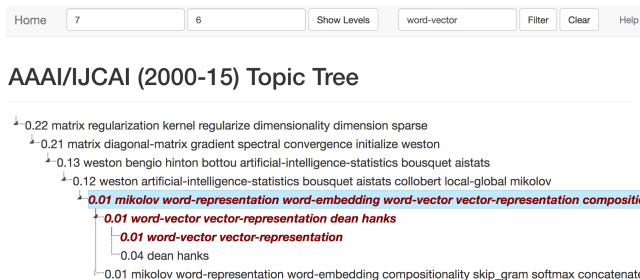 Home 7 6 Show Levels word-vector Filter Clear Help
AAAI/IJCAI (2000-15) Topic Tree
0.22 matrix regularization kernel regularize dimensionality dimension sparse
0.21 matrix diagonal-matrix gradient spectral convergence initialize weston
0.13 weston bengio hinton bottou artificial-intelligence-statistics bousquet aistats
0.12 weston artificial-intelligence-statistics bousquet aistats collobert local-global mikolov
0.01 mikolov word-representation word-embedding word-vector vector-representation compositi
0.01 word-vector vector-representation dean hanks
0.01 word-vector vector-representation
0.04 dean hanks
0.01 mikolov word-representation word-embedding compositionality skip_gram softmax concatenate